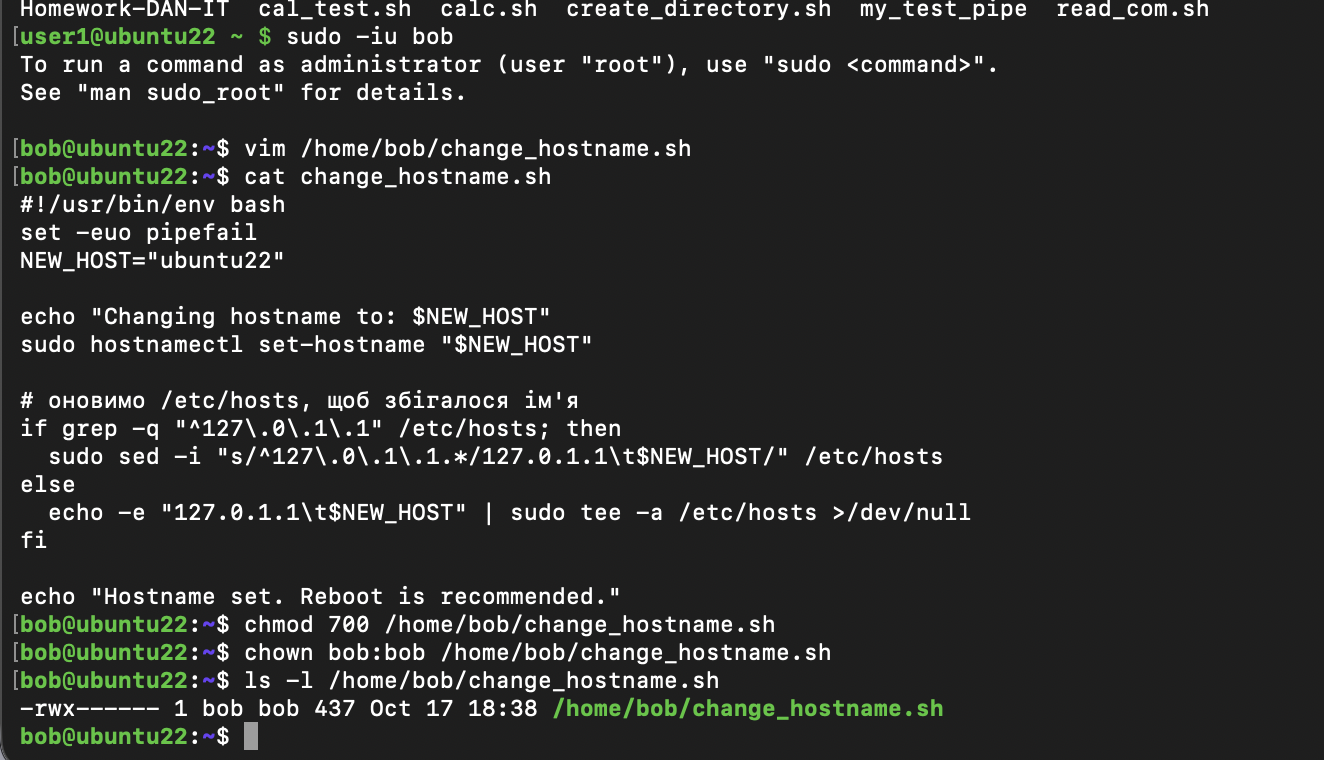 Homework-DAN-IT  cal_test.sh  calc.sh  create_directory.sh  my_test_pipe  read_com.sh
[user1@ubuntu22 ~ $ sudo -iu bob
To run a command as administrator (user "root"), use "sudo <command>".
See "man sudo_root" for details.

[bob@ubuntu22:~$ vim /home/bob/change_hostname.sh
[bob@ubuntu22:~$ cat change_hostname.sh
#!/usr/bin/env bash
set -euo pipefail
NEW_HOST="ubuntu22"

echo "Changing hostname to: $NEW_HOST"
sudo hostnamectl set-hostname "$NEW_HOST"

# оновимо /etc/hosts, щоб збігалося ім'я
if grep -q "^127\.0\.1\.1" /etc/hosts; then
  sudo sed -i "s/^127\.0\.1\.1.*/127.0.1.1\t$NEW_HOST/" /etc/hosts
else
  echo -e "127.0.1.1\t$NEW_HOST" | sudo tee -a /etc/hosts >/dev/null
fi

echo "Hostname set. Reboot is recommended."
[bob@ubuntu22:~$ chmod 700 /home/bob/change_hostname.sh
[bob@ubuntu22:~$ chown bob:bob /home/bob/change_hostname.sh
[bob@ubuntu22:~$ ls -l /home/bob/change_hostname.sh
-rwx------ 1 bob bob 437 Oct 17 18:38 /home/bob/change_hostname.sh
bob@ubuntu22:~$